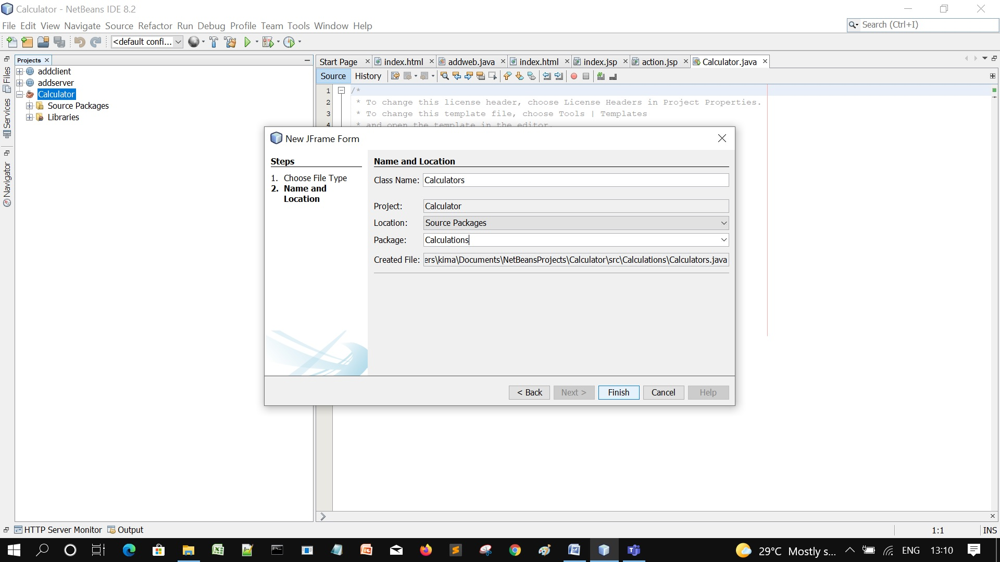 Calculator - NetBeans IDE 8.2
File Edit View Navigate Source Refactor Run Debug Profile Team Tools Window Help
Search (Ctrl+I)
<default confi...
Files
Services
Navigator
Projects
addclient
addserver
Calculator
Source Packages
Libraries
Start Page index.html addweb.java index.html index.jsp action.jsp Calculator.java
Source History
1 /*
2 * To change this license header, choose License Headers in Project Properties.
3 * To change this template file, choose Tools | Templates
4 * and open the template in the editor.
New JFrame Form
Steps
1. Choose File Type
2. Name and
Location
Name and Location
Class Name: Calculators
Project: Calculator
Location: Source Packages
Package: Calculations
Created File: ers\kima\Documents\NetBeansProjects\Calculator\src\Calculations\Calculators.java
< Back Next > Finish Cancel Help
HTTP Server Monitor Output
1:1 INS
29°C Mostly s... ENG 13:10